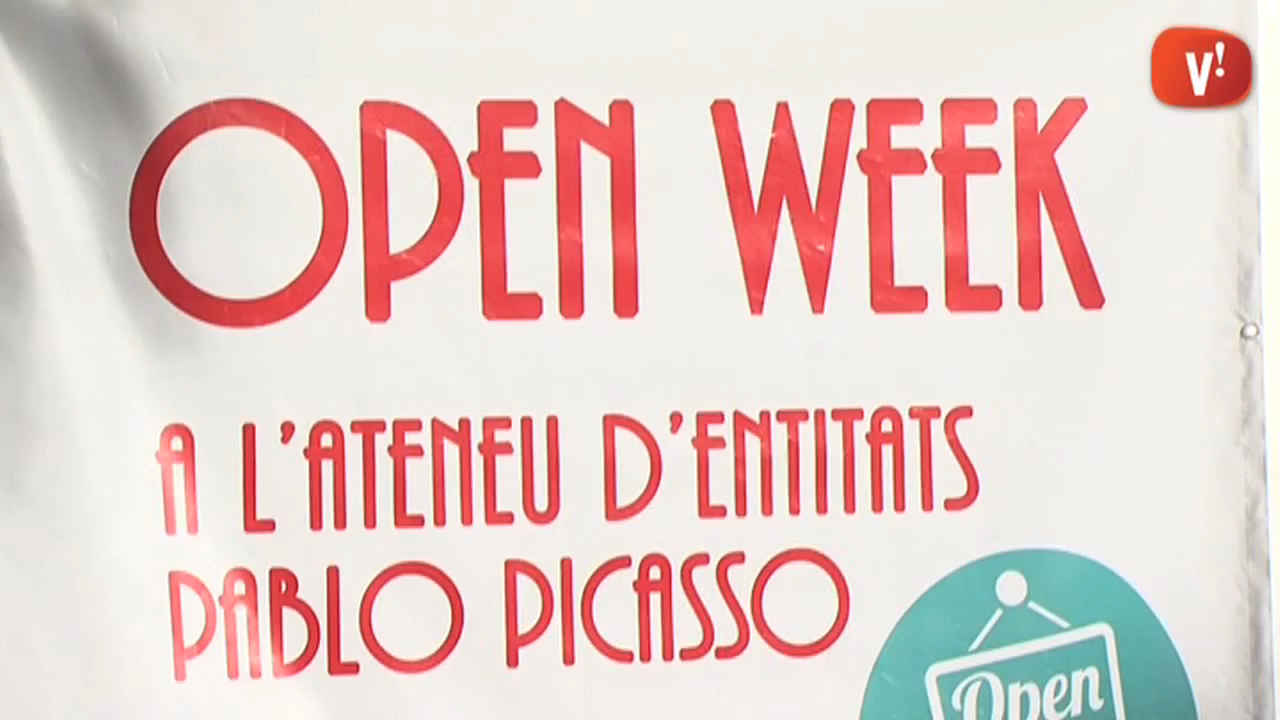 V!
OPEN WEEK
A L'ATENEU D'ENTITATS
PABLO PICASSO
Open